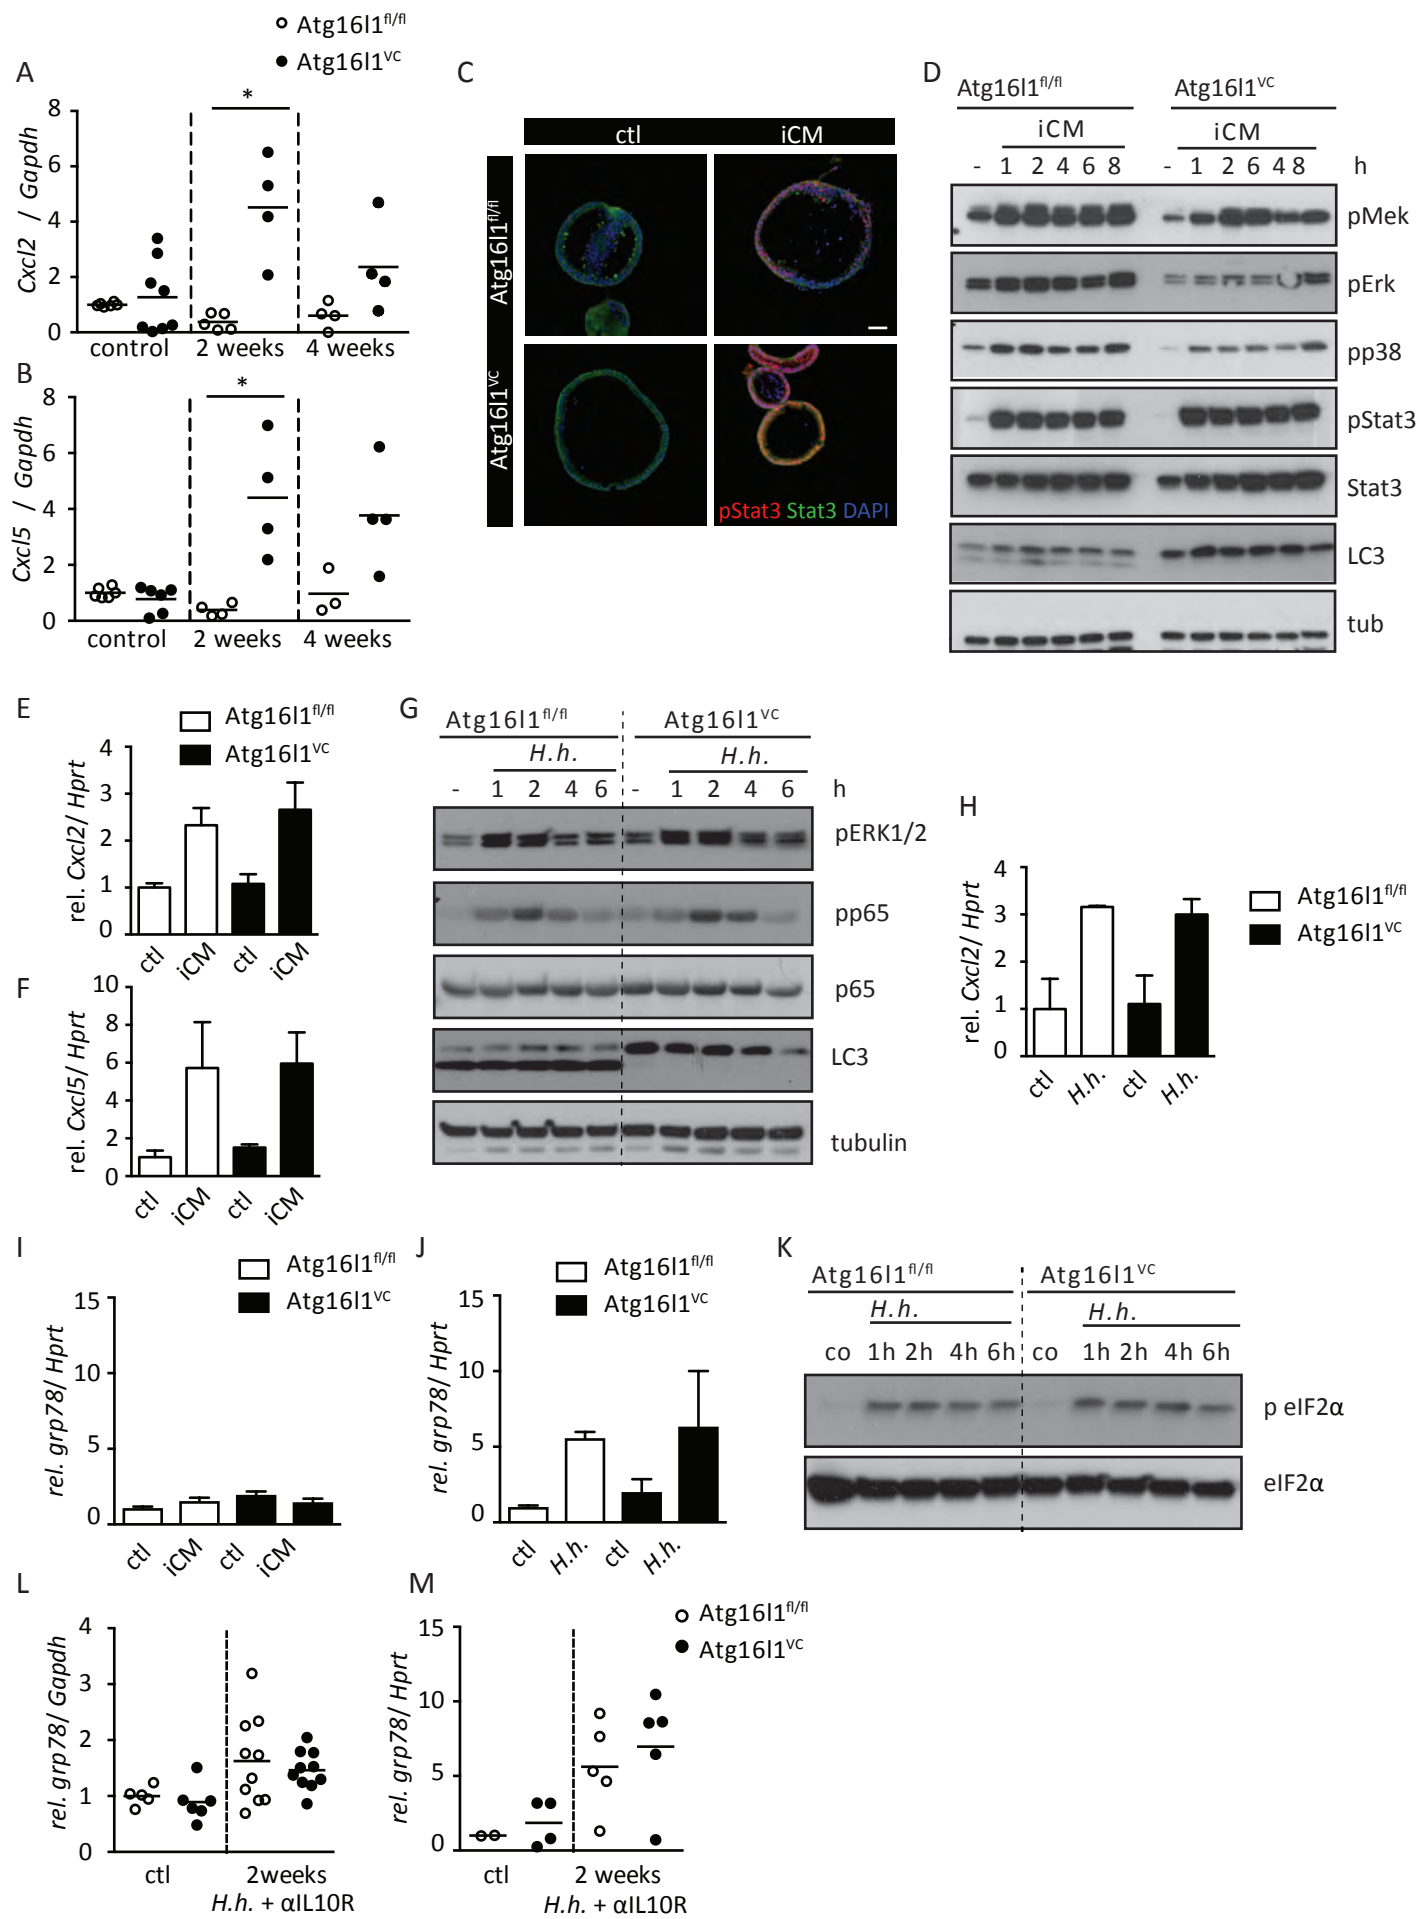 Atg16l1fl/fl
Atg16l1VC
A
Cxcl2 / Gapdh
8
6
4
2
0
control 2 weeks 4 weeks
*
B
Cxcl5 / Gapdh
8
6
4
2
0
control 2 weeks 4 weeks
*
C
ctl iCM
Atg16l1fl/fl
Atg16l1VC
pStat3 Stat3 DAPI
D
Atg16l1fl/fl Atg16l1VC
iCM iCM
- 1 2 4 6 8 - 1 2 6 4 8 h
pMek
pErk
pp38
pStat3
Stat3
LC3
tub
E
Atg16l1fl/fl
Atg16l1VC
rel. Cxcl2/ Hprt
4
3
2
1
0
ctl iCM ctl iCM
F
rel. Cxcl5/ Hprt
10
8
6
4
2
0
ctl iCM ctl iCM
G
Atg16l1fl/fl Atg16l1VC
H.h. H.h.
- 1 2 4 6 - 1 2 4 6 h
pERK1/2
pp65
p65
LC3
tubulin
H
rel. Cxcl2/ Hprt
4
3
2
1
0
ctl H.h. ctl H.h.
Atg16l1fl/fl
Atg16l1VC
I
Atg16l1fl/fl
Atg16l1VC
rel. grp78/ Hprt
15
10
5
0
ctl iCM ctl iCM
J
Atg16l1fl/fl
Atg16l1VC
rel. grp78/ Hprt
15
10
5
0
ctl H.h. ctl H.h.
K
Atg16l1fl/fl Atg16l1VC
H.h. H.h.
co 1h 2h 4h 6h co 1h 2h 4h 6h
p eIF2α
eIF2α
L
rel. grp78/ Gapdh
4
3
2
1
0
ctl 2weeks
H.h. + αIL10R
M
Atg16l1fl/fl
Atg16l1VC
rel. grp78/ Hprt
15
10
5
0
ctl 2 weeks
H.h. + αIL10R